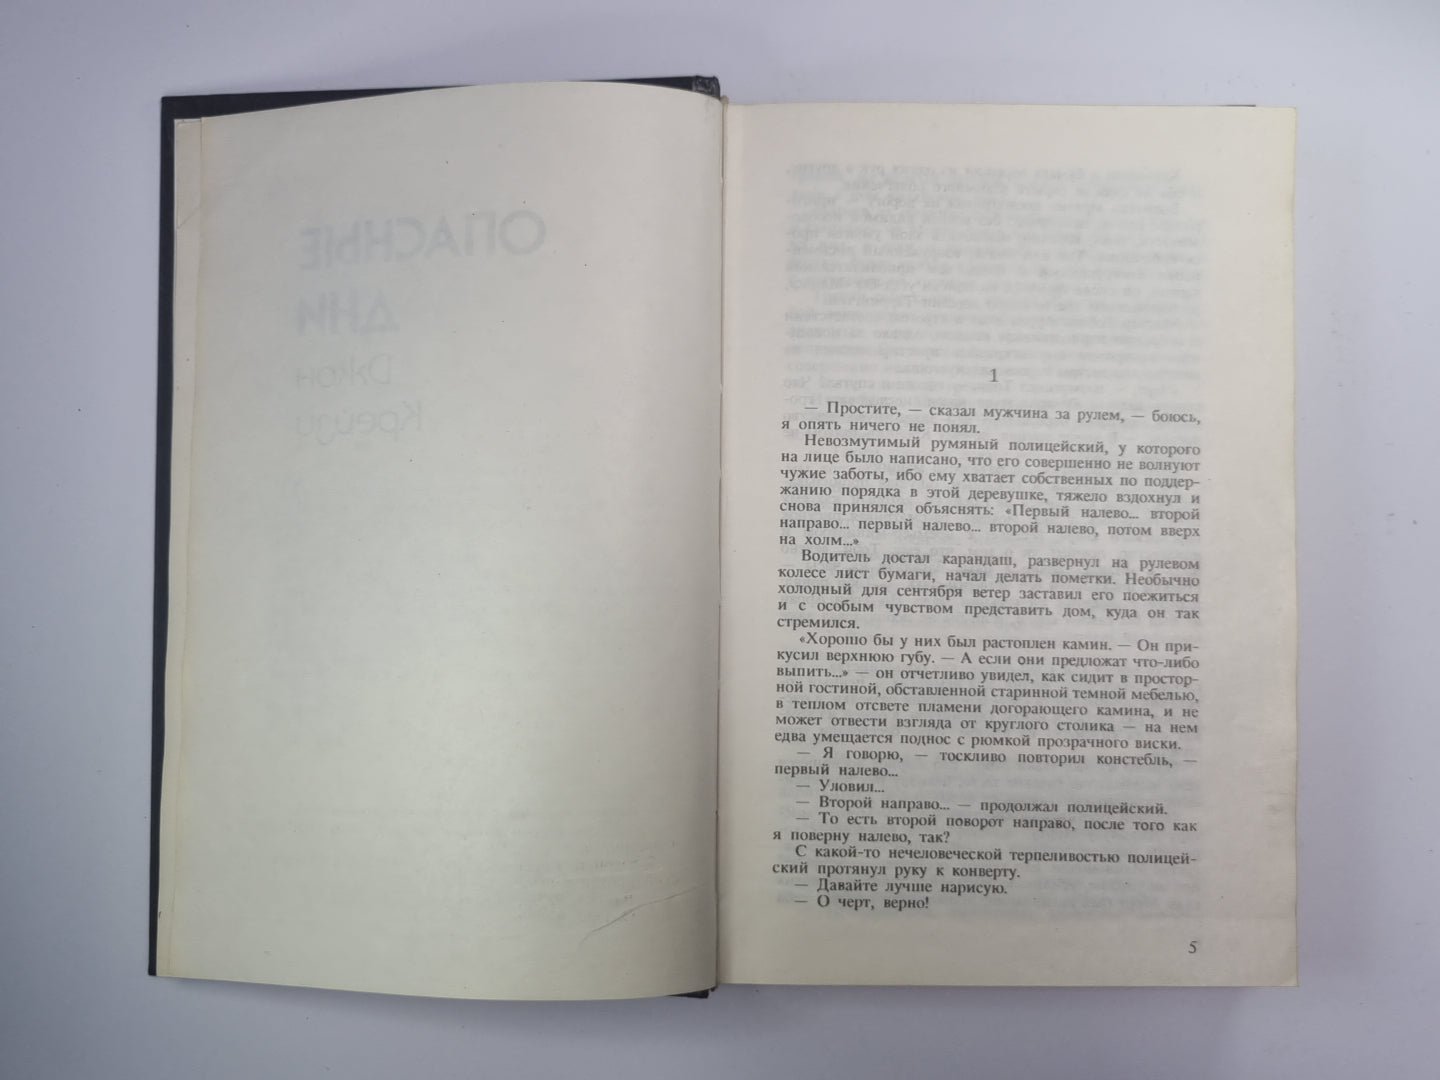 ОПАСНЫЕ
ДНИ
Джон
Кризи
1
— Простите, — сказал мужчина за рулем, — боюсь,
я опять ничего не понял.
Невозмутимый румяный полицейский, у которого
на лице было написано, что его совершенно не волнуют
чужие заботы, ибо ему хватает собственных по поддер-
жанию порядка в этой деревушке, тяжело вздохнул и
снова принялся объяснять: «Первый налево... второй
направо... первый налево... второй налево, потом вверх
на холм...»
Водитель достал карандаш, развернул на рулевом
колесе лист бумаги, начал делать пометки. Необычно
холодный для сентября ветер заставил его поежиться
и с особым чувством представить дом, куда он так
стремился.
«Хорошо бы у них был растоплен камин. — Он при-
кусил верхнюю губу. — А если они предложат что-либо
выпить...» — он отчетливо увидел, как сидит в простор-
ной гостиной, обставленной старинной темной мебелью,
в теплом отсвете пламени догорающего камина, и не
может отвести взгляда от круглого столика — на нем
едва умещается поднос с рюмкой прозрачного виски.
— Я говорю, — тоскливо повторил констебль, —
первый налево...
— Уловил...
— Второй направо... — продолжал полицейский.
— То есть второй поворот направо, после того как
я поверну налево, так?
С какой-то нечеловеческой терпеливостью полицей-
ский протянул руку к конверту.
— Давайте лучше нарисую.
— О черт, верно!
5